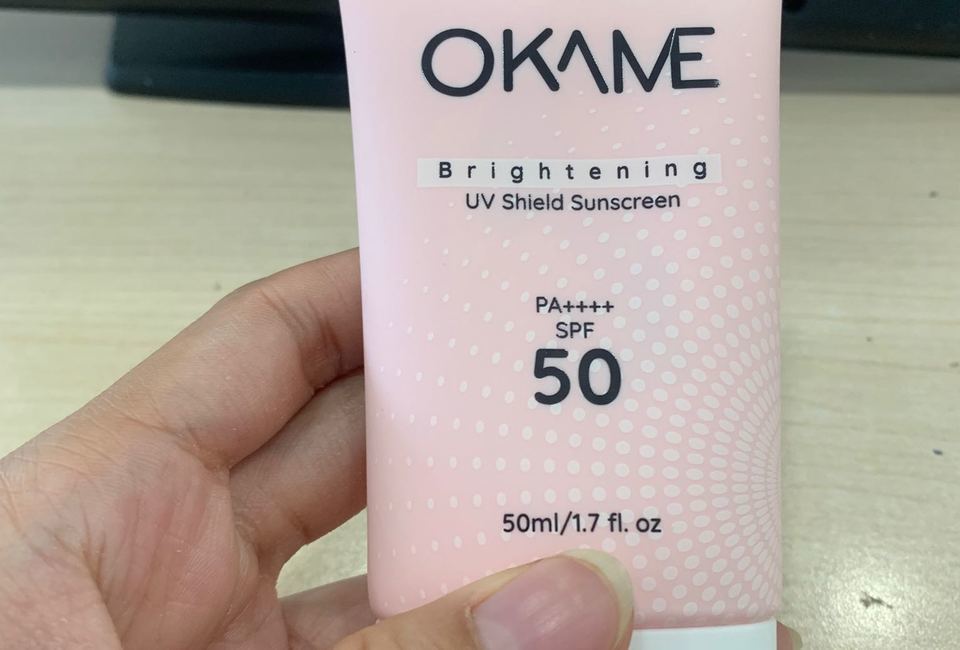 OKAME
Brightening
UV Shield Sunscreen
PA++++
SPF
50
50ml/1.7 fl. oz